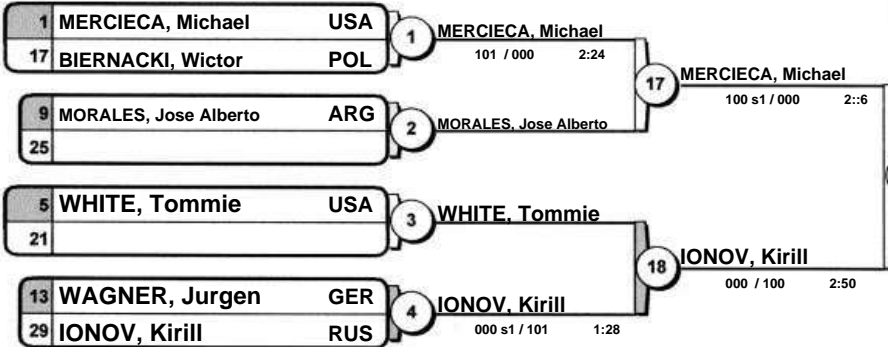 1 MERCIECA, Michael USA
17 BIERNACKI, Wictor POL
1
MERCIECA, Michael
101 / 000 2:24
9 MORALES, Jose Alberto ARG
25
2
MORALES, Jose Alberto
17
MERCIECA, Michael
100 s1 / 000 2::6
5 WHITE, Tommie USA
21
3
WHITE, Tommie
13 WAGNER, Jurgen GER
29 IONOV, Kirill RUS
4
IONOV, Kirill
000 s1 / 101 1:28
18
IONOV, Kirill
000 / 100 2:50